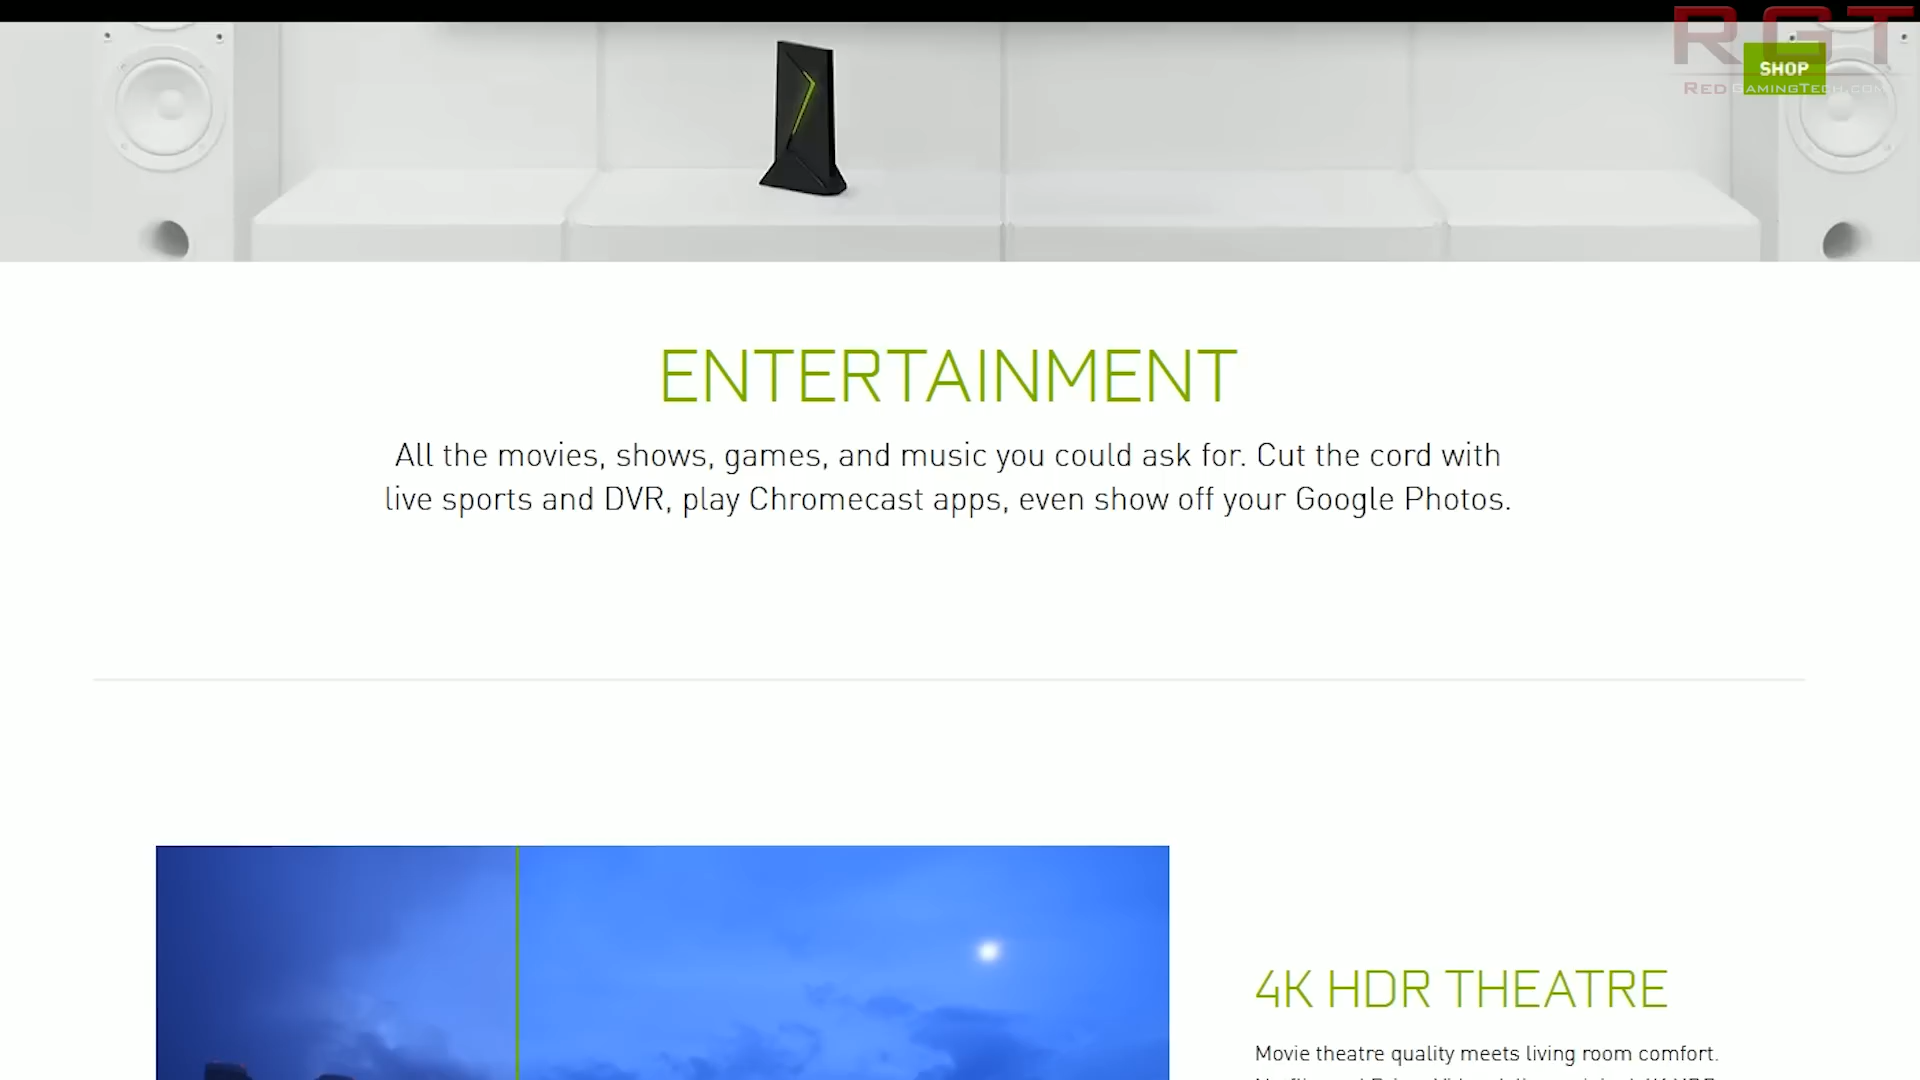 RGT
SHOP
REDGAMINGTECH.COM
ENTERTAINMENT
All the movies, shows, games, and music you could ask for. Cut the cord with
live sports and DVR, play Chromecast apps, even show off your Google Photos.
4K HDR THEATRE
Movie theatre quality meets living room comfort.